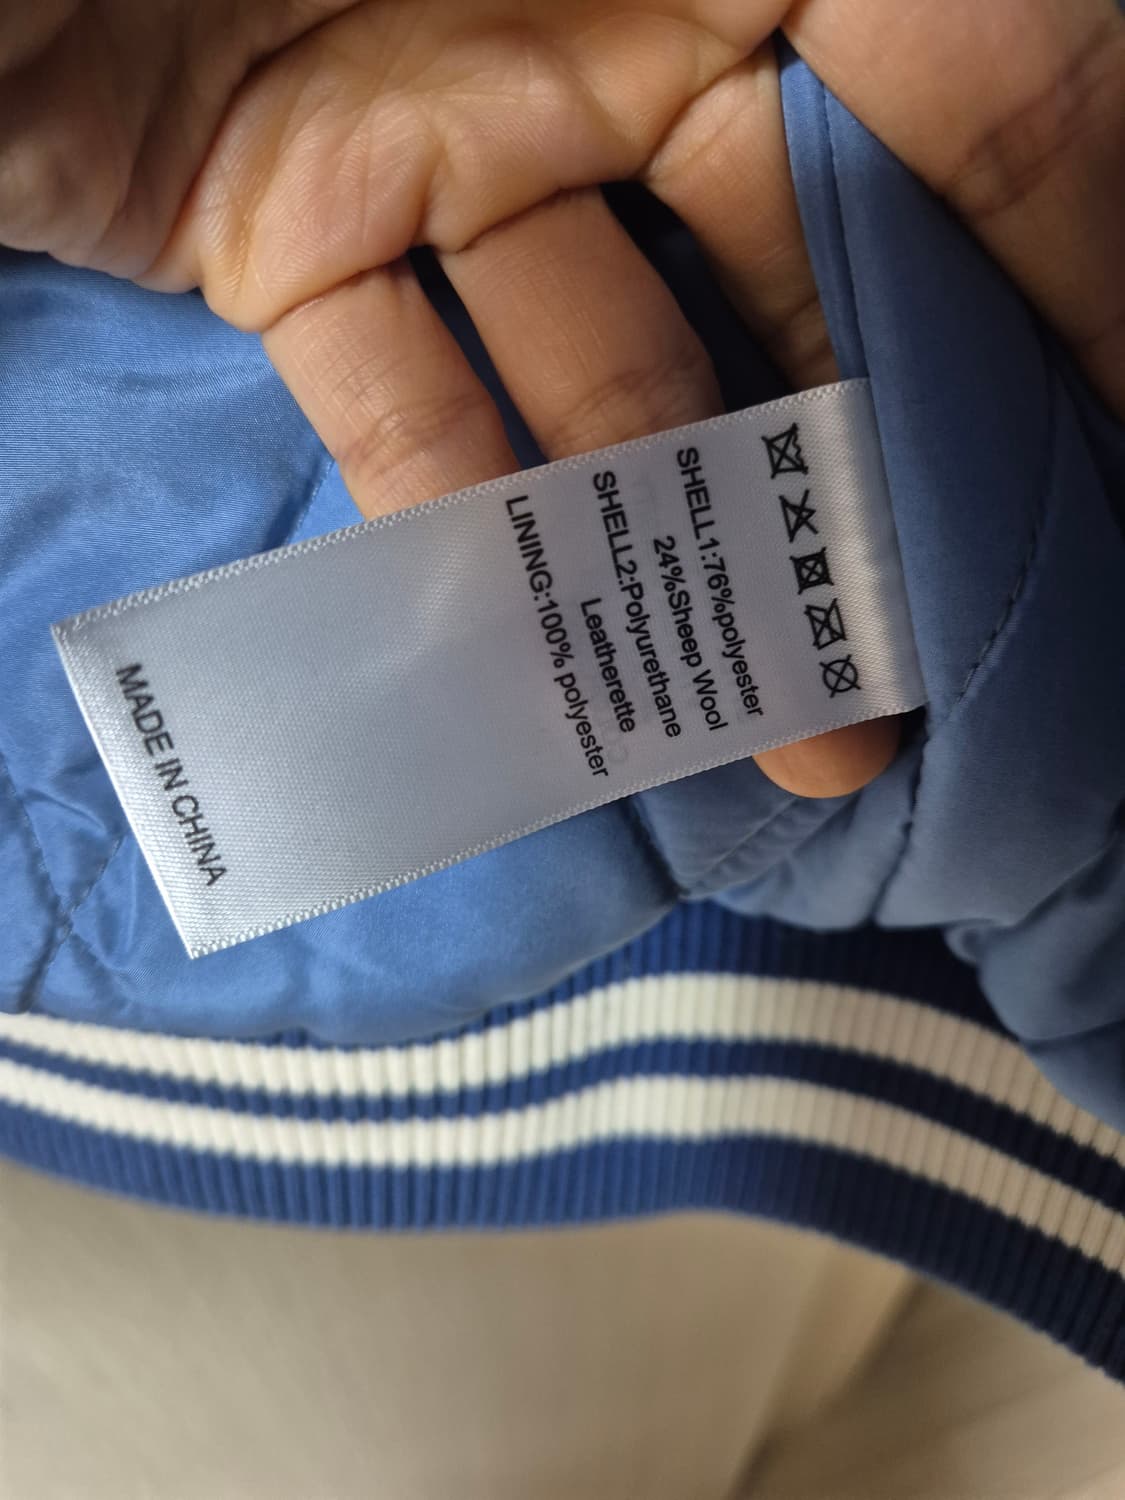 SHELL1:76%polyester
24%Sheep Wool
SHELL2:Polyurethane
Leatherette
LINING:100% polyester
MADE IN CHINA